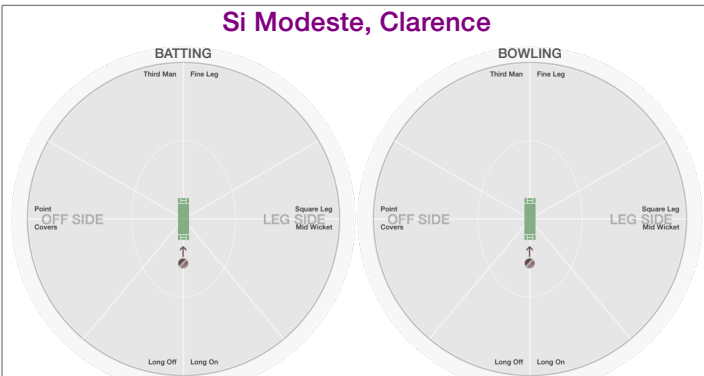 Si Modeste, Clarence
BATTING
Third Man Fine Leg
Point
OFF SIDE
Covers
Square Leg
LEG SIDE
Mid Wicket
Long Off Long On
BOWLING
Third Man Fine Leg
Point
OFF SIDE
Covers
Square Leg
LEG SIDE
Mid Wicket
Long Off Long On